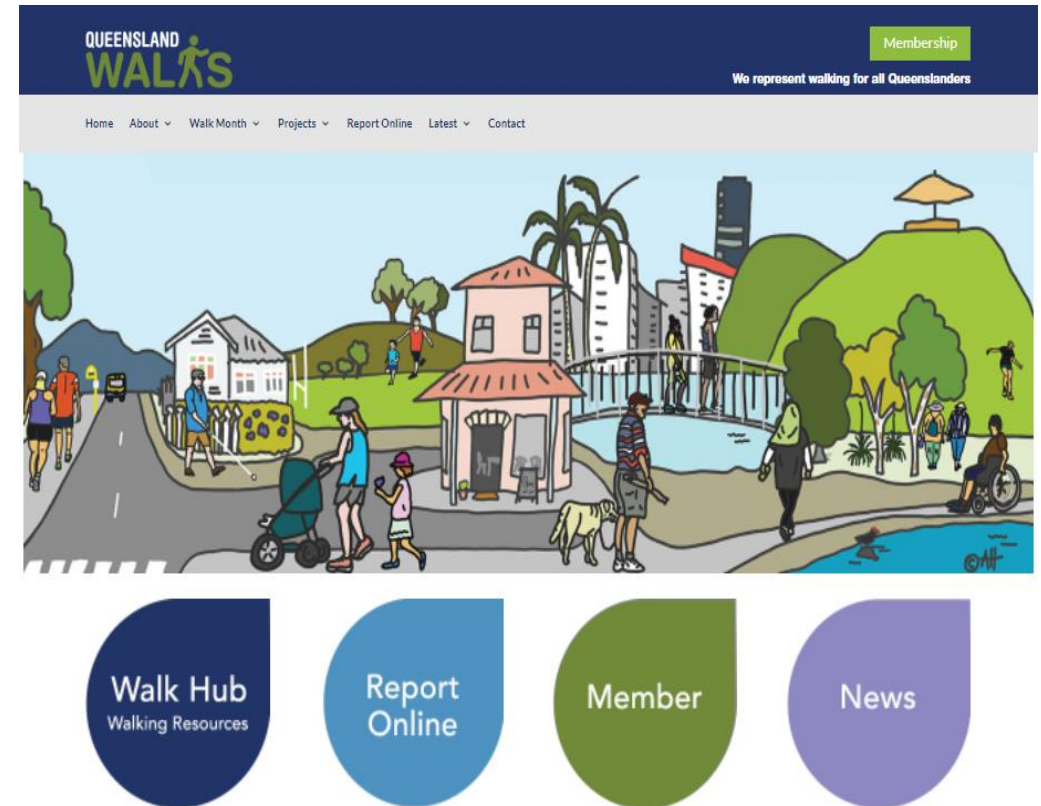 QUEENSLAND
WALKS
Membership
We represent walking for all Queenslanders
Home About Walk Month Projects Report Online Latest Contact
©AH
Walk Hub
Walking Resources
Report
Online
Member
News